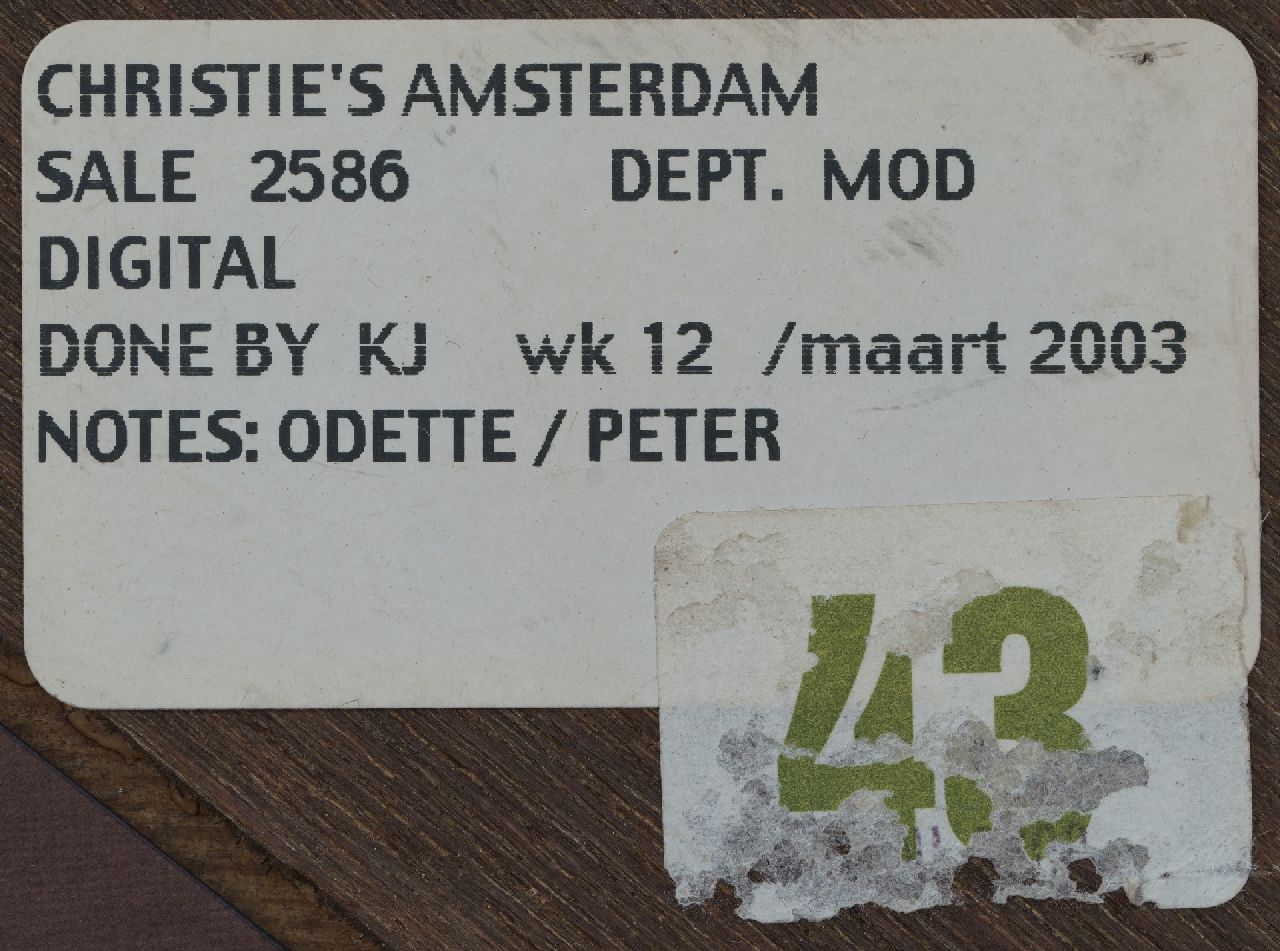 CHRISTIE'S AMSTERDAM
SALE 2586 DEPT. MOD
DIGITAL
DONE BY KJ wk 12 /maart 2003
NOTES: ODETTE / PETER
43